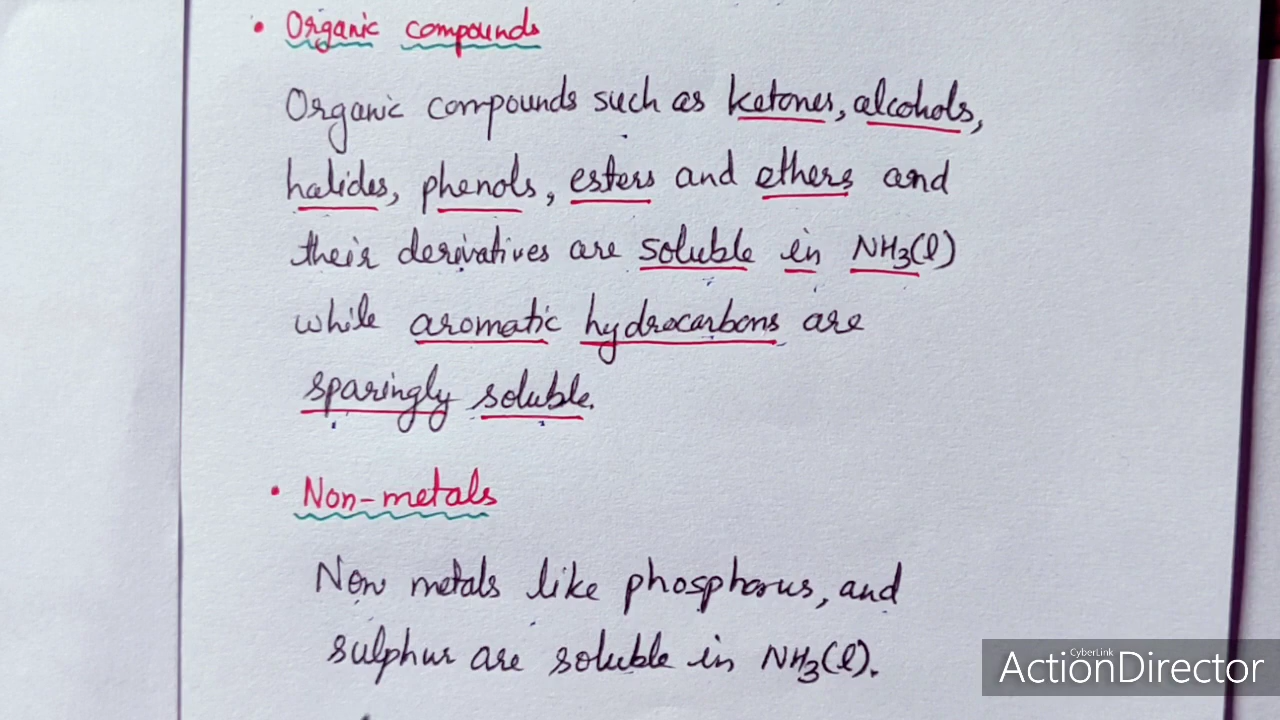 • Organic compounds
Organic compounds such as ketones, alcohols,
halides, phenols, esters and ethers and
their derivatives are soluble in NH3(l)
while aromatic hydrocarbons are
sparingly soluble.
• Non-metals
Non metals like phosphorus, and
sulphur are soluble in NH3(l).
CyberLink
ActionDirector